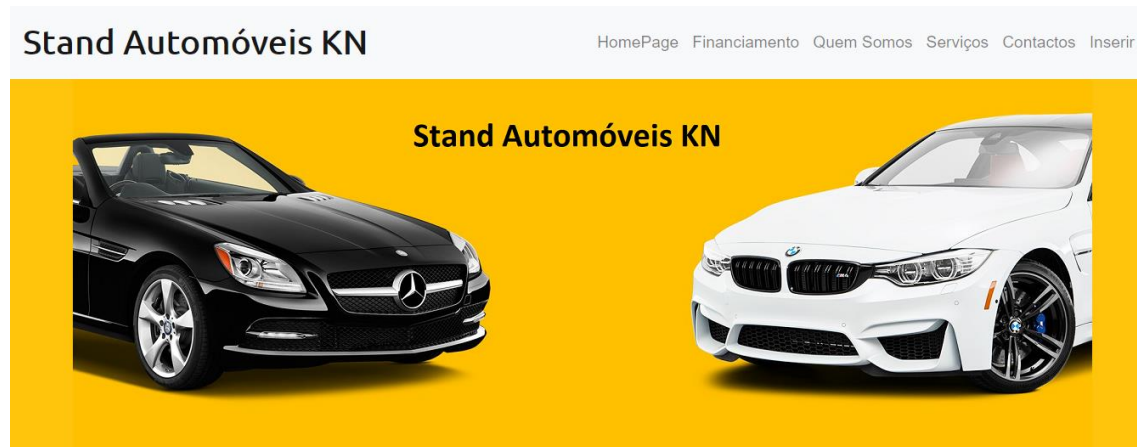 Stand Automóveis KN
HomePage Financiamento Quem Somos Serviços Contactos Inserir
Stand Automóveis KN